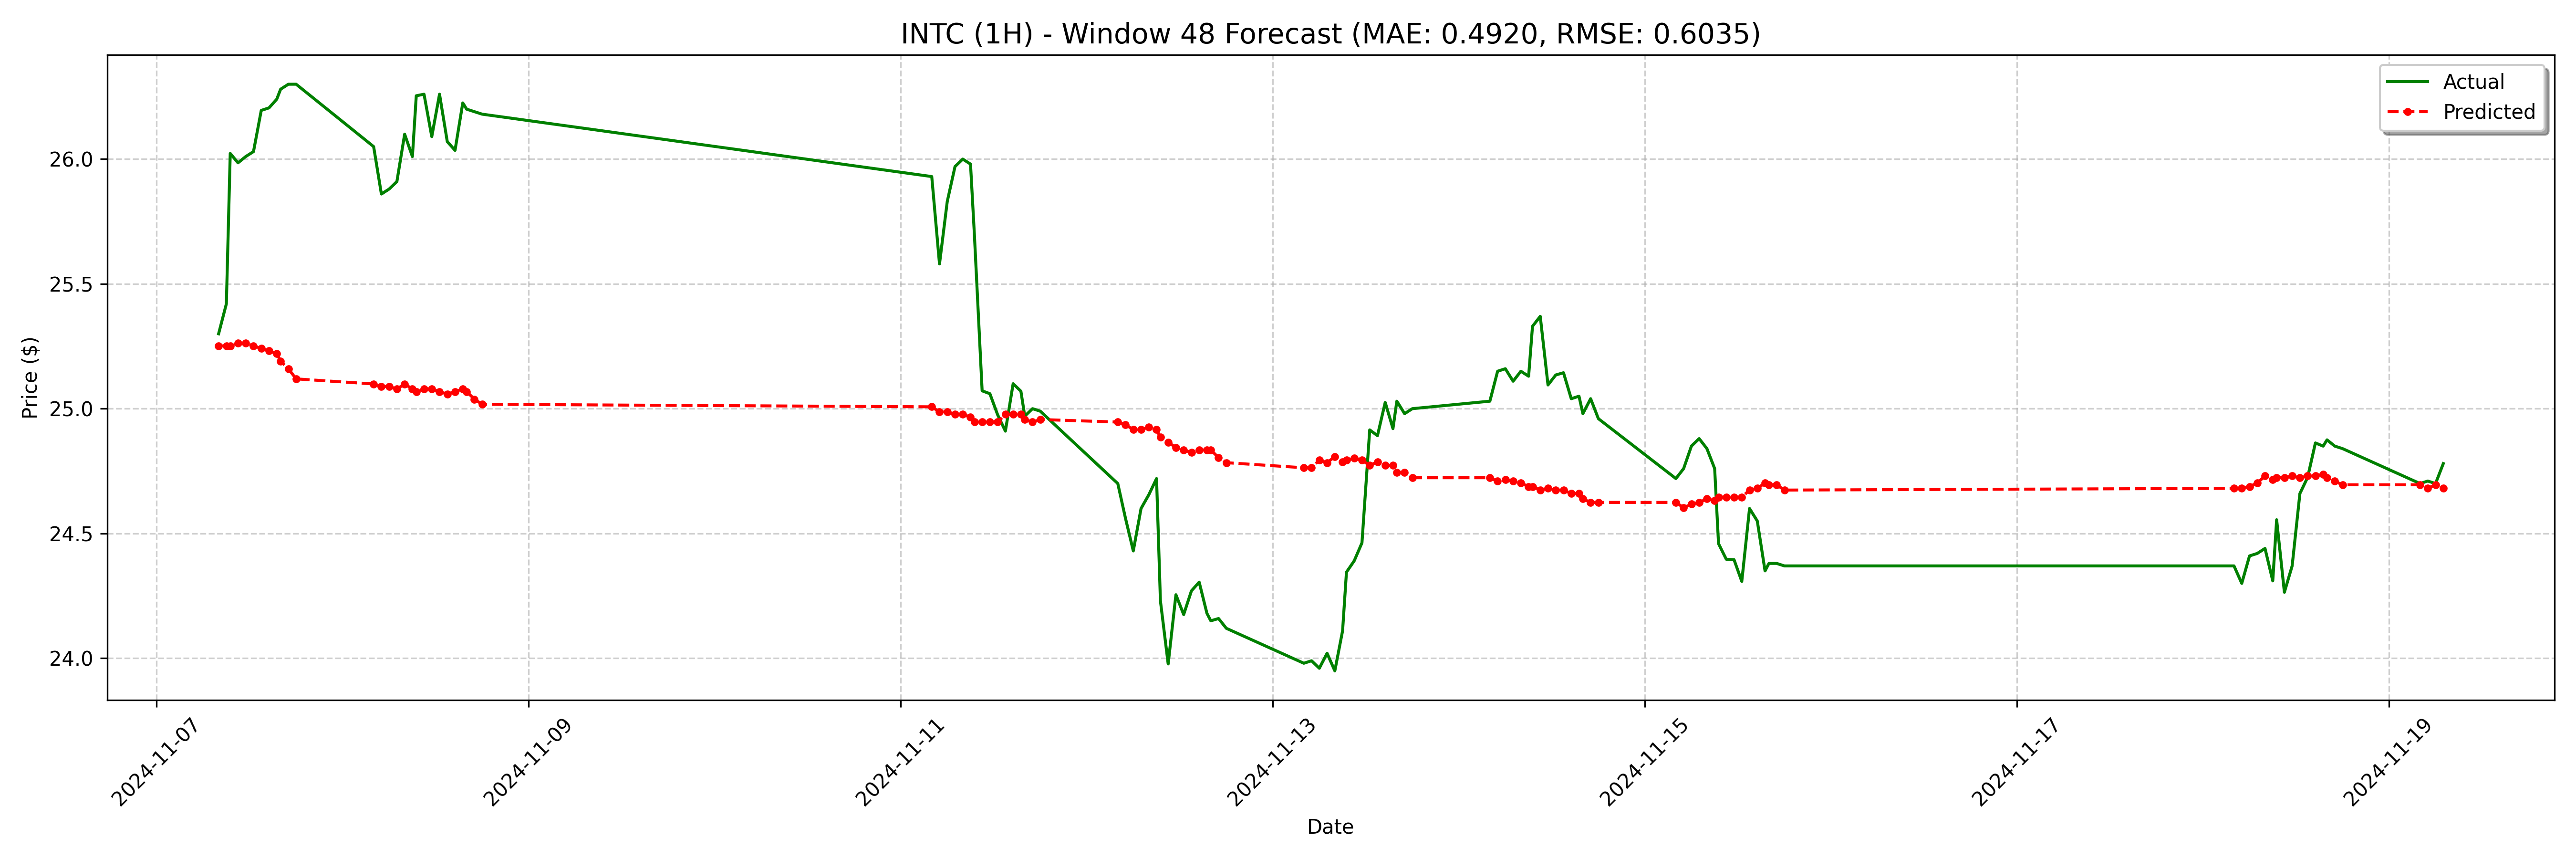 INTC (1H) - Window 48 Forecast (MAE: 0.4920, RMSE: 0.6035)
Actual
Predicted
Price ($)
26.0
25.5
25.0
24.5
24.0
2024-11-07
2024-11-09
2024-11-11
2024-11-13
2024-11-15
2024-11-17
2024-11-19
Date